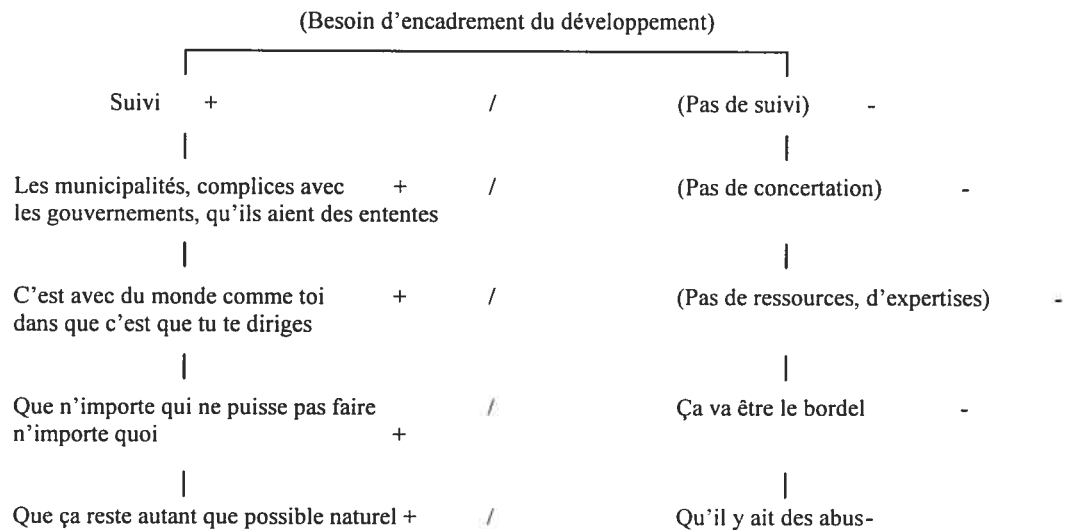 (Besoin d'encadrement du développement)
Suivi + / (Pas de suivi) -
Les municipalités, complices avec + / (Pas de concertation) -
les gouvernements, qu'ils aient des ententes
C'est avec du monde comme toi + / (Pas de ressources, d'expertises) -
dans que c'est que tu te diriges
Que n'importe qui ne puisse pas faire / Ça va être le bordel -
n'importe quoi +
Que ça reste autant que possible naturel + / Qu'il y ait des abus-